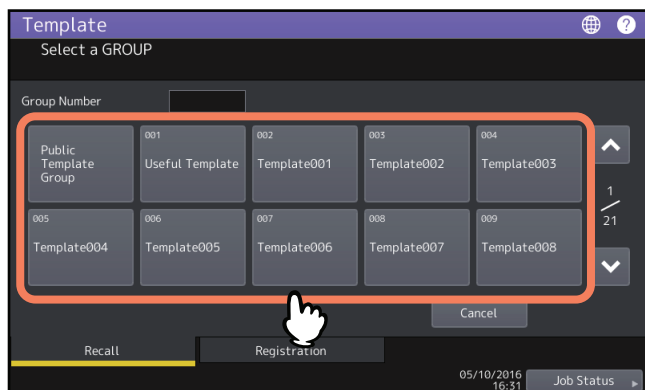 Template
?
Select a GROUP
Group Number
Public
Template
Group
001
Useful Template
002
Template001
003
Template002
004
Template003
1
21
005
Template004
006
Template005
007
Template006
008
Template007
009
Template008
Cancel
Recall
Registration
05/10/2016
16:31
Job Status